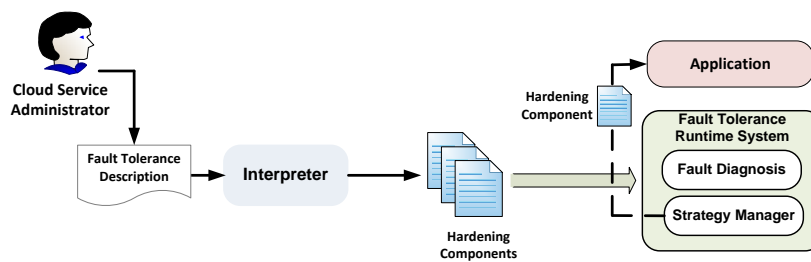 Cloud Service
Administrator
Fault Tolerance
Description
Interpreter
Hardening
Components
Hardening
Component
Application
Fault Tolerance
Runtime System
Fault Diagnosis
Strategy Manager